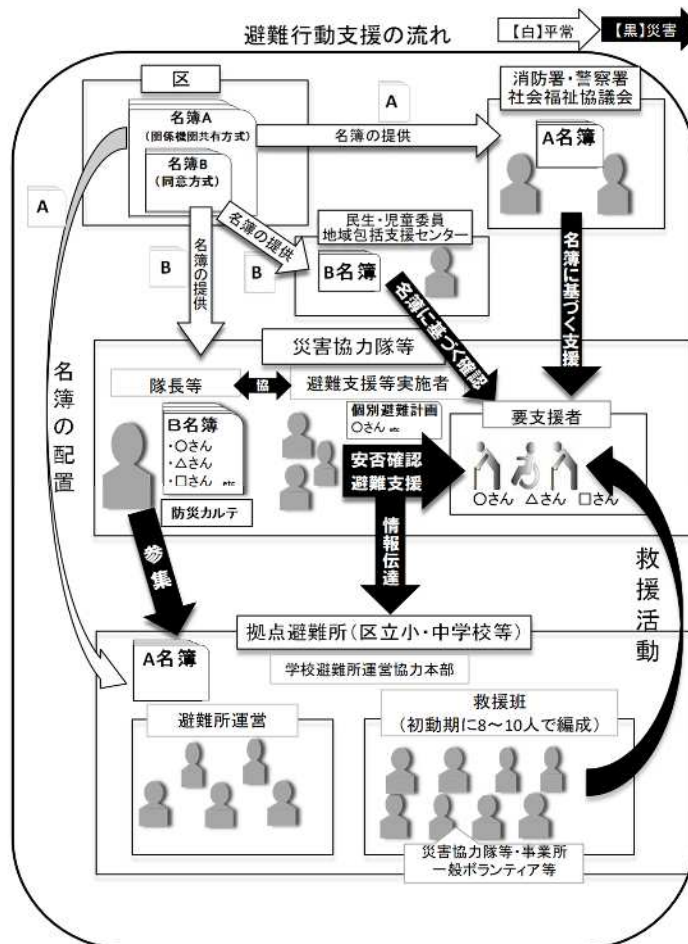 避難行動支援の流れ
【白】平常
【黒】災害
区
名簿A
(関係機関共有方式)
名簿B
(同意方式)
A
名簿の提供
消防署・警察署
社会福祉協議会
A名簿
A
B
名簿の提供
B
名簿の提供
民生・児童委員
地域包括支援センター
B名簿
名簿に基づく確認
名簿に基づく支援
名簿の配置
災害協力隊等
隊長等
協
避難支援等実施者
B名簿
・○さん
・△さん
・□さん etc
防災カルテ
個別避難計画
○さん etc
安否確認
避難支援
要支援者
○さん △さん □さん
参集
情報伝達
救援活動
拠点避難所(区立小・中学校等)
A名簿
学校避難所運営協力本部
避難所運営
救援班
(初動期に8～10人で編成)
災害協力隊等・事業所
一般ボランティア等